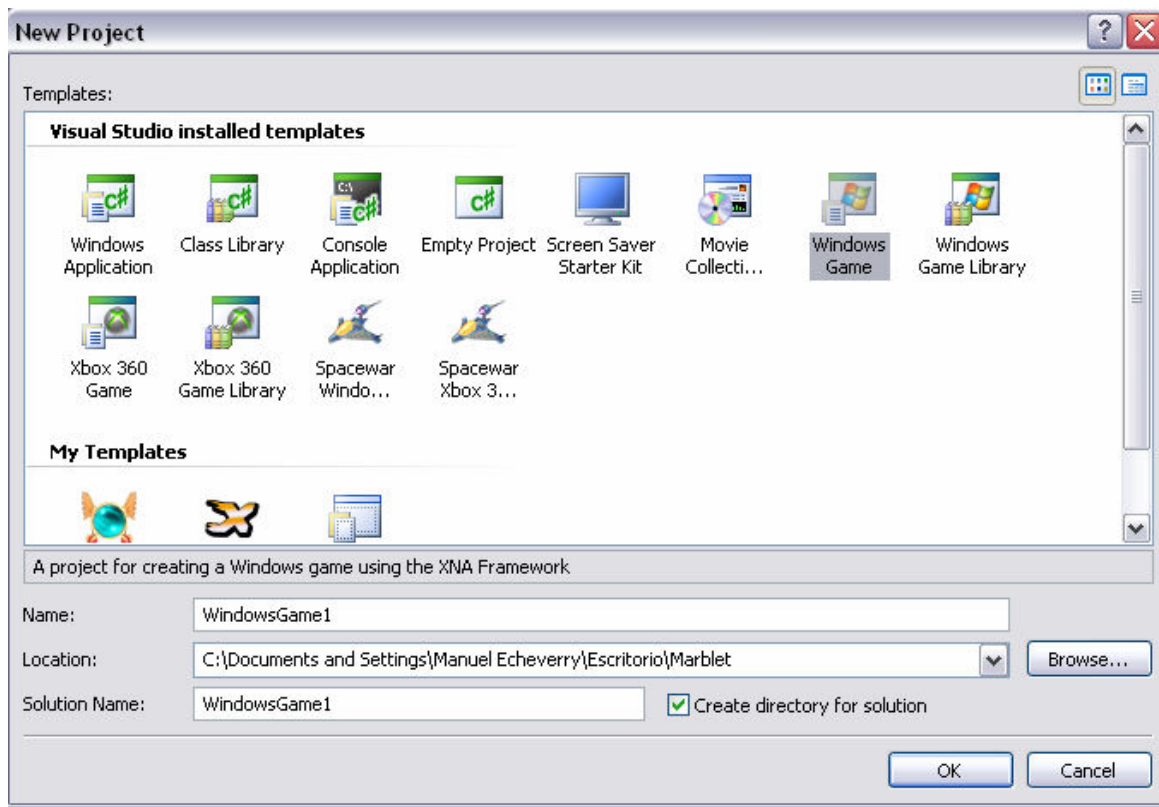 New Project
Templates:
Visual Studio installed templates
Windows Application
Class Library
Console Application
Empty Project
Screen Saver Starter Kit
Movie Collecti...
Windows Game
Windows Game Library
Xbox 360 Game
Xbox 360 Game Library
Spacewar Windo...
Spacewar Xbox 3...
My Templates
A project for creating a Windows game using the XNA Framework
Name:
WindowsGame1
Location:
C:\Documents and Settings\Manuel Echeverry\Escritorio\Marblet
Browse...
Solution Name:
WindowsGame1
Create directory for solution
OK
Cancel